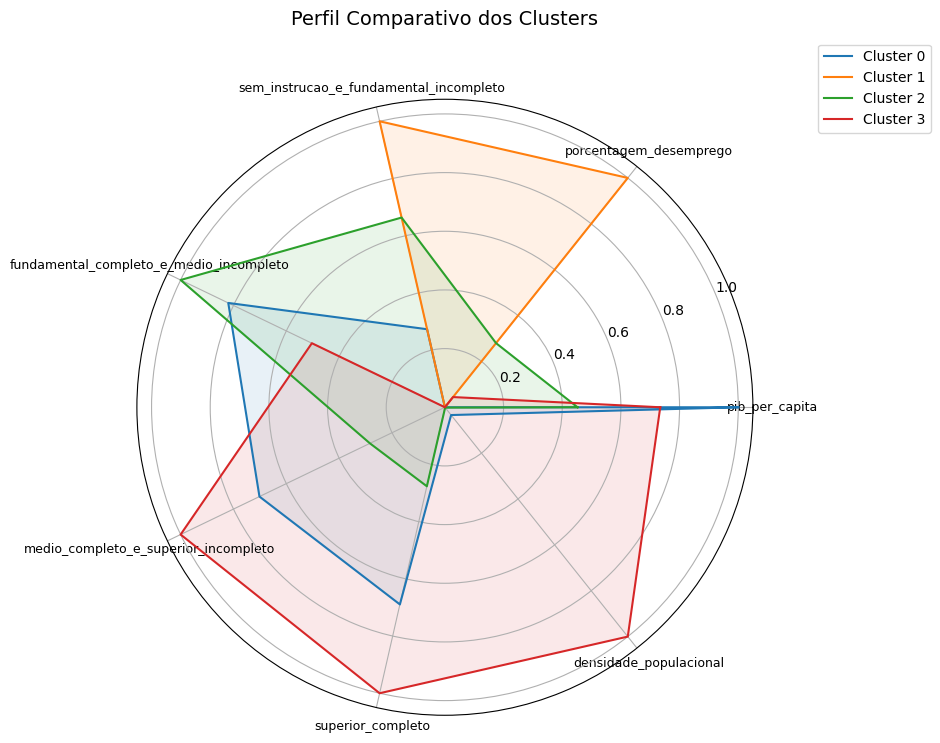 Perfil Comparativo dos Clusters
Cluster 0
Cluster 1
Cluster 2
Cluster 3
sem_instrucao_e_fundamental_incompleto
porcentagem_desemprego
fundamental_completo_e_medio_incompleto
1.0
0.8
0.6
0.4
0.2
pib_per_capita
medio_completo_e_superior_incompleto
densidade_populacional
superior_completo